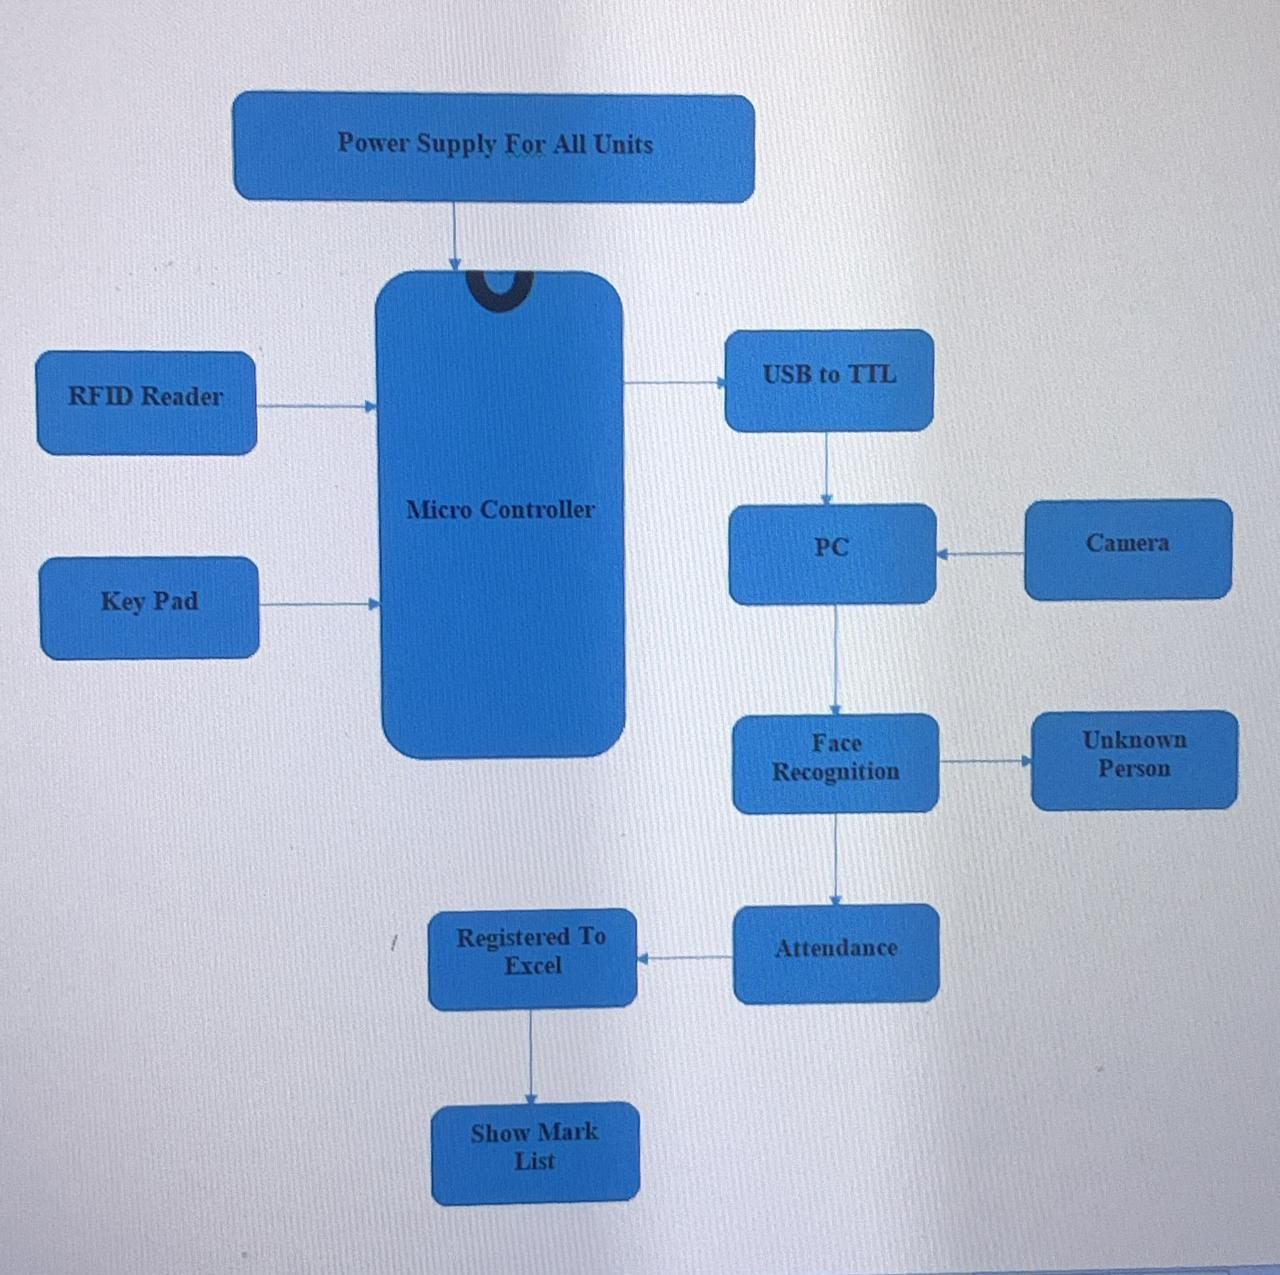 Power Supply For All Units
RFID Reader
USB to TTL
Micro Controller
PC
Camera
Key Pad
Face
Recognition
Unknown
Person
Registered To
Excel
Attendance
Show Mark
List